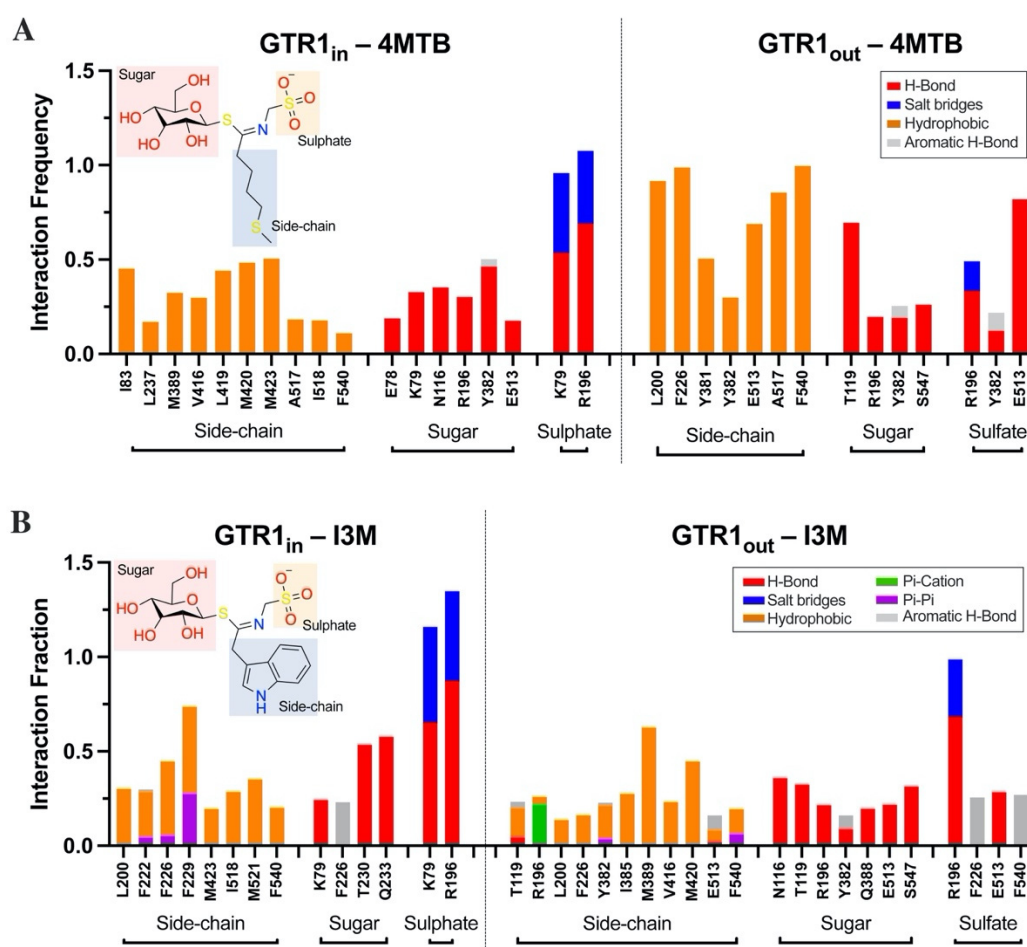 A
GTR1in – 4MTB
GTR1out – 4MTB
Interaction Frequency
1.5
1.0
0.5
0.0
Sugar
OH
HO
HO
OH
O
S
N
O−
S
O
O
Sulphate
S
Side-chain
H-Bond
Salt bridges
Hydrophobic
Aromatic H-Bond
I83 L237 M389 V416 L419 M420 M423 A517 I518 F540
E78 K79 N116 R196 Y382 E513
K79 R196
L200 F226 Y381 Y382 E513 A517 F540
T119 R196 Y382 S547
R196 Y382 E513
Side-chain Sugar Sulphate Side-chain Sugar Sulfate
B
GTR1in – I3M
GTR1out – I3M
Interaction Fraction
1.5
1.0
0.5
0.0
Sugar
OH
HO
HO
OH
O
S
N
O−
S
O
O
Sulphate
N
H
Side-chain
H-Bond
Salt bridges
Hydrophobic
Pi-Cation
Pi-Pi
Aromatic H-Bond
L200 F222 F226 F229 M423 I518 M521 F540
K79 F226 T230 Q233
K79 R196
T119 R196 L200 F226 Y382 I385 M389 V416 M420 E513 F540
N116 T119 R196 Y382 Q388 E513 S547
R196 F226 E513 F540
Side-chain Sugar Sulphate Side-chain Sugar Sulfate